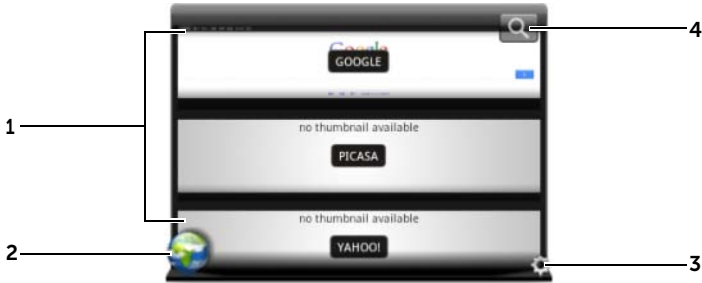 4
Google
GOOGLE
1
no thumbnail available
PICASA
no thumbnail available
2
YAHOO!
3